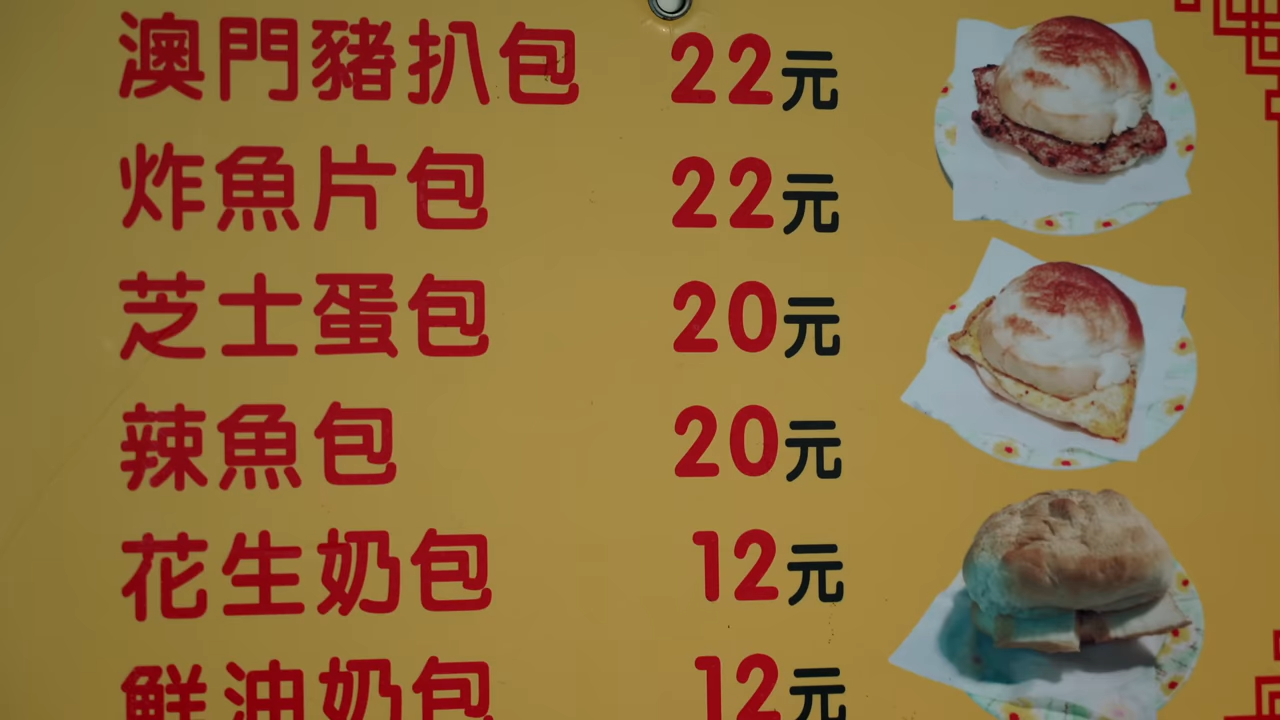 澳門豬扒包 22元
炸魚片包 22元
芝士蛋包 20元
辣魚包 20元
花生奶包 12元
鮮油奶包 12元